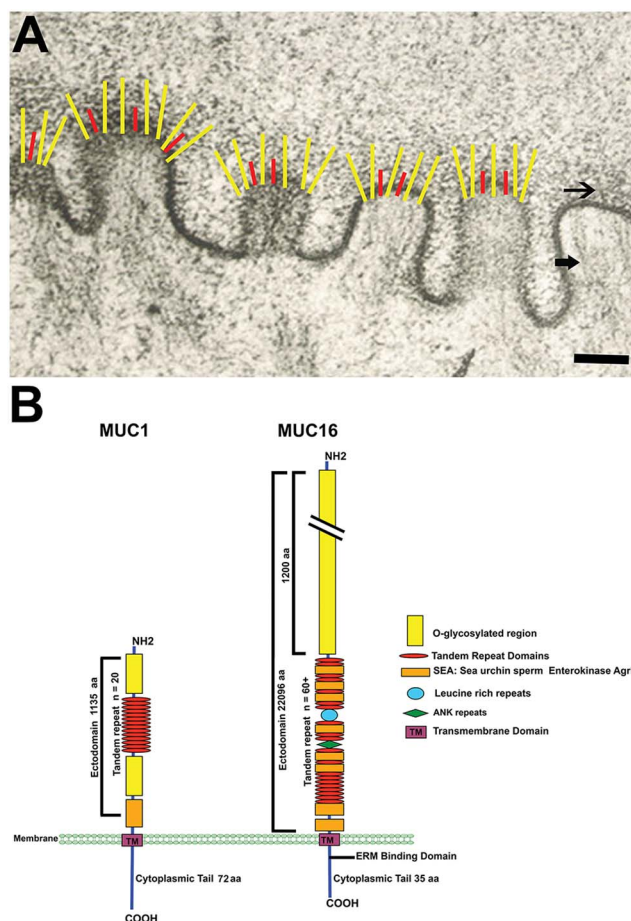 A
B
MUC1
MUC16
NH2
1200 aa
Ectodomain 22096 aa
Tandem repeat n = 60+
NH2
Ectodomain 1135 aa
Tandem repeat n = 20
O-glycosylated region
Tandem Repeat Domains
SEA: Sea urchin sperm Enterokinase Agr
Leucine rich repeats
ANK repeats
TM Transmembrane Domain
Membrane
TM
TM
ERM Binding Domain
Cytoplasmic Tail 72 aa
Cytoplasmic Tail 35 aa
COOH
COOH